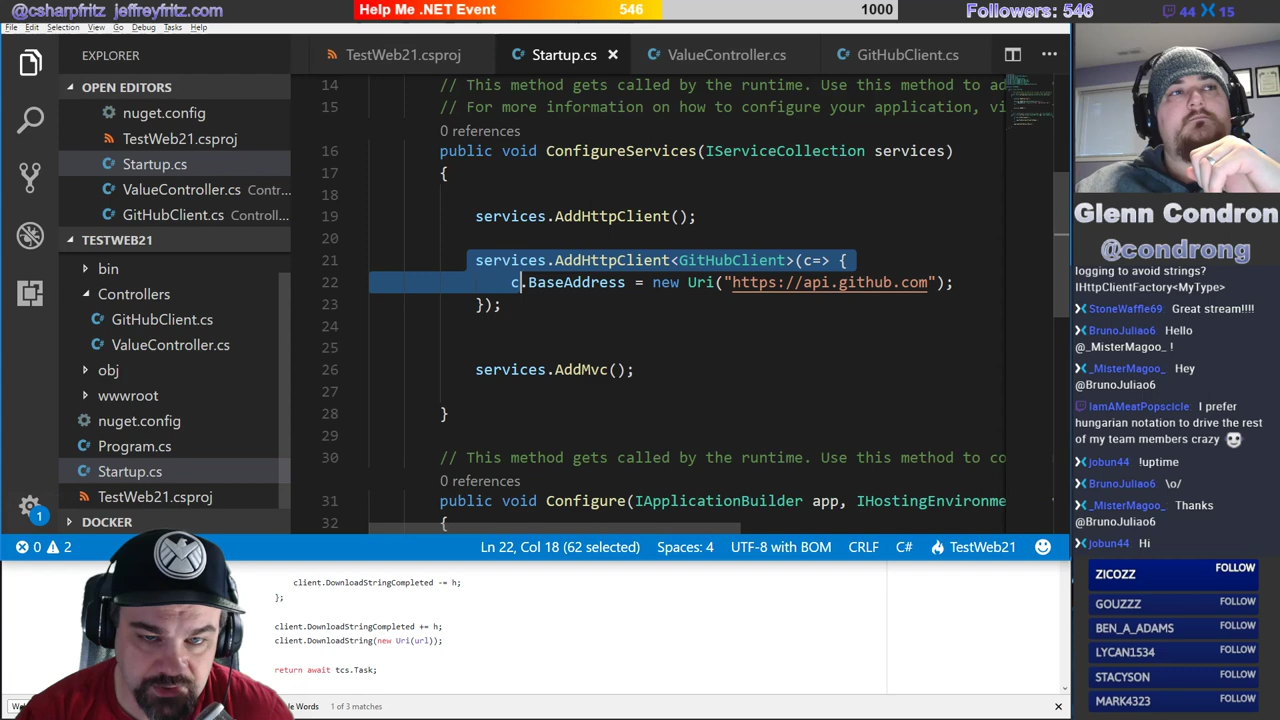 @csharpfritz jeffreyfritz.com
Help Me .NET Event
546
1000
Followers: 546
44
15
File Edit Selection View Go Debug Tasks Help
EXPLORER
OPEN EDITORS
nuget.config
TestWeb21.csproj
Startup.cs
ValueController.cs Contr...
GitHubClient.cs Controll...
TESTWEB21
bin
Controllers
GitHubClient.cs
ValueController.cs
obj
wwwroot
nuget.config
Program.cs
Startup.cs
TestWeb21.csproj
DOCKER
1
TestWeb21.csproj
Startup.cs
ValueController.cs
GitHubClient.cs
14 // This method gets called by the runtime. Use this method to ad
15 // For more information on how to configure your application, vi
0 references
16 public void ConfigureServices(IServiceCollection services)
17 {
18
19 services.AddHttpClient();
20
21 services.AddHttpClient<GitHubClient>(c=> {
22 c.BaseAddress = new Uri("https://api.github.com");
23 });
24
25
26 services.AddMvc();
27
28 }
29
30 // This method gets called by the runtime. Use this method to co
0 references
31 public void Configure(IApplicationBuilder app, IHostingEnvironme
32 {
0
2
Ln 22, Col 18 (62 selected)
Spaces: 4
UTF-8 with BOM
CRLF
C#
TestWeb21
client.DownloadStringCompleted -= h;
};
client.DownloadStringCompleted += h;
client.DownloadString(new Uri(url));
return await tcs.Task;
le Words
1 of 3 matches
Glenn Condron
@condrong
logging to avoid strings?
IHttpClientFactory<MyType>
StoneWaffle69 Great stream!!!!
BrunoJuliao6 Hello
@_MisterMagoo_ !
_MisterMagoo_ Hey
@BrunoJuliao6
IamAMeatPopscicle I prefer
hungarian notation to drive the rest
of my team members crazy
jobun44 !uptime
BrunoJuliao6 \o/
_MisterMagoo_ Thanks
@BrunoJuliao6
jobun44 Hi
ZICOZZ FOLLOW
GOUZZZ FOLLOW
BEN_A_ADAMS FOLLOW
LYCAN1534 FOLLOW
STACYSON FOLLOW
MARK4323 FOLLOW